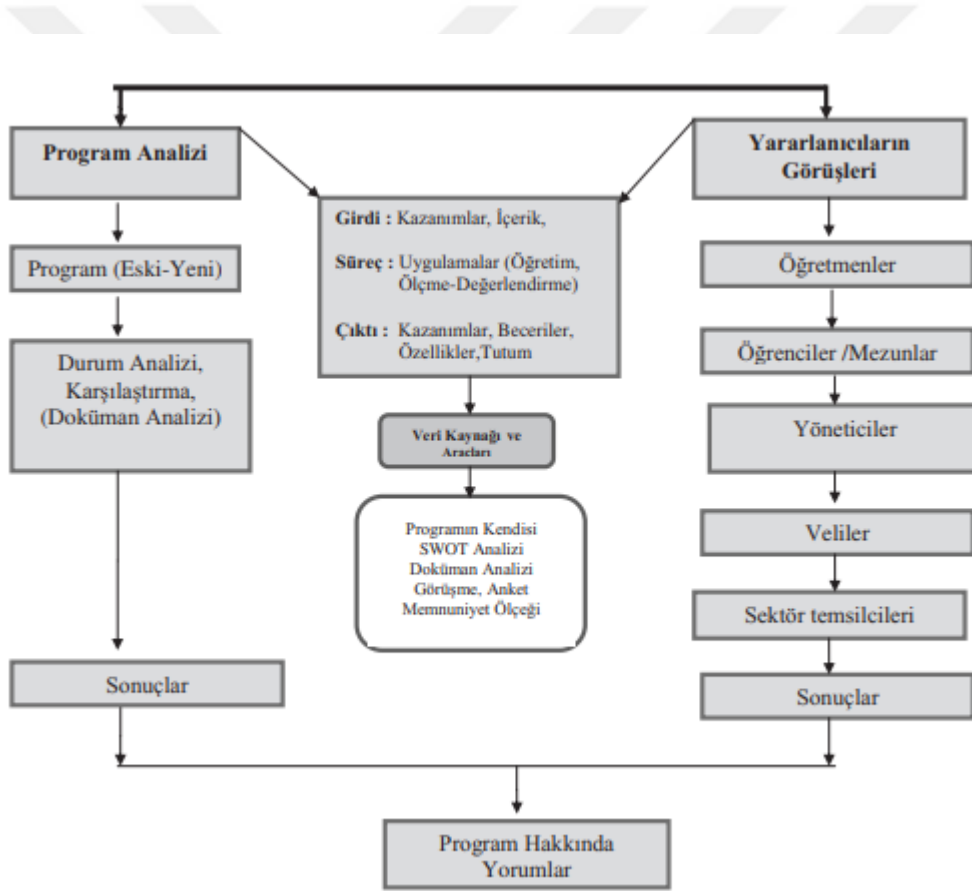 Program Analizi
Program (Eski-Yeni)
Durum Analizi,
Karşılaştırma,
(Doküman Analizi)
Sonuçlar
Girdi : Kazanımlar, İçerik,
Süreç : Uygulamalar (Öğretim,
Ölçme-Değerlendirme)
Çıktı : Kazanımlar, Beceriler,
Özellikler,Tutum
Veri Kaynağı ve
Araçları
Programın Kendisi
SWOT Analizi
Doküman Analizi
Görüşme, Anket
Memnuniyet Ölçeği
Yararlanıcıların
Görüşleri
Öğretmenler
Öğrenciler /Mezunlar
Yöneticiler
Veliler
Sektör temsilcileri
Sonuçlar
Program Hakkında
Yorumlar